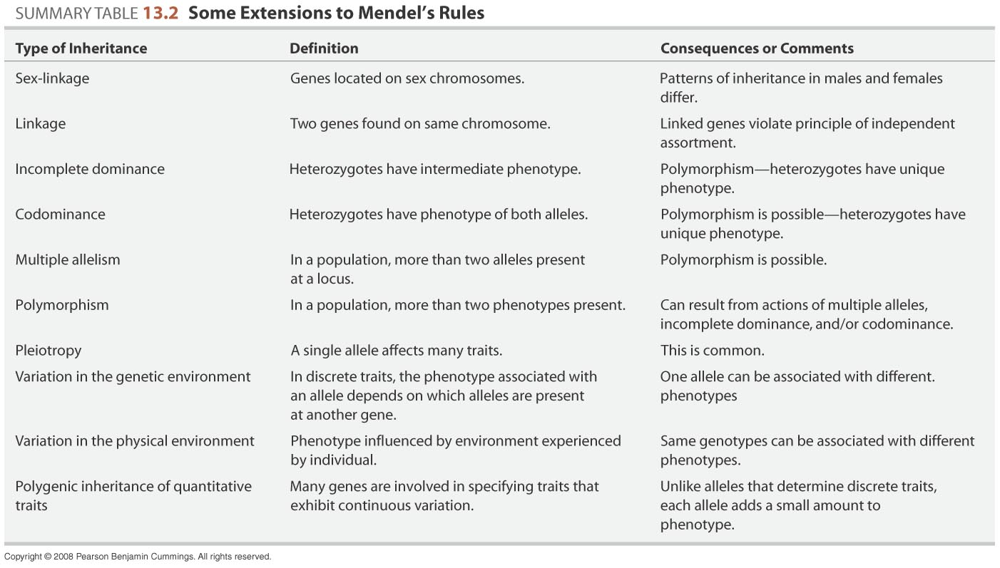 SUMMARY TABLE 13.2 Some Extensions to Mendel's Rules
Type of Inheritance Definition Consequences or Comments
Sex-linkage Genes located on sex chromosomes. Patterns of inheritance in males and females
differ.
Linkage Two genes found on same chromosome. Linked genes violate principle of independent
assortment.
Incomplete dominance Heterozygotes have intermediate phenotype. Polymorphism—heterozygotes have unique
phenotype.
Codominance Heterozygotes have phenotype of both alleles. Polymorphism is possible—heterozygotes have
unique phenotype.
Multiple allelism In a population, more than two alleles present Polymorphism is possible.
at a locus.
Polymorphism In a population, more than two phenotypes present. Can result from actions of multiple alleles,
incomplete dominance, and/or codominance.
Pleiotropy A single allele affects many traits. This is common.
Variation in the genetic environment In discrete traits, the phenotype associated with One allele can be associated with different.
an allele depends on which alleles are present phenotypes
at another gene.
Variation in the physical environment Phenotype influenced by environment experienced Same genotypes can be associated with different
by individual. phenotypes.
Polygenic inheritance of quantitative Many genes are involved in specifying traits that Unlike alleles that determine discrete traits,
traits exhibit continuous variation. each allele adds a small amount to
phenotype.
Copyright © 2008 Pearson Benjamin Cummings. All rights reserved.